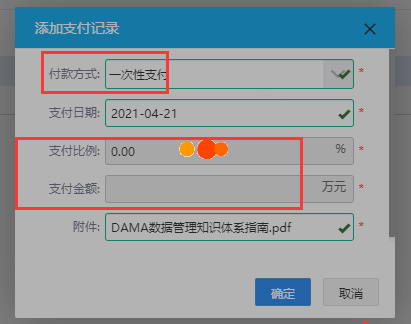 添加支付记录
付款方式: 一次性支付 *
支付日期: 2021-04-21 *
支付比例: 0.00 % *
支付金额: 万元 *
附件: DAMA数据管理知识体系指南.pdf *
确定 取消